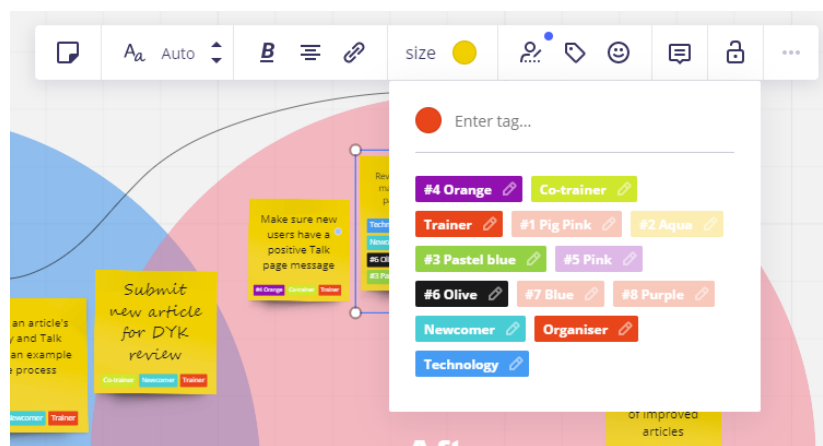 Aa Auto B size
Enter tag...
#4 Orange Co-trainer
Trainer #1 Pig Pink #2 Aqua
#3 Pastel blue #5 Pink
#6 Olive #7 Blue #8 Purple
Newcomer Organiser
Technology
Make sure new
users have a
positive Talk
page message
#4 Orange Co-trainer Trainer
Submit
new article
for DYK
review
Co-trainer Newcomer Trainer
an article's
and Talk
an example
process
Trainer
of improved
articles